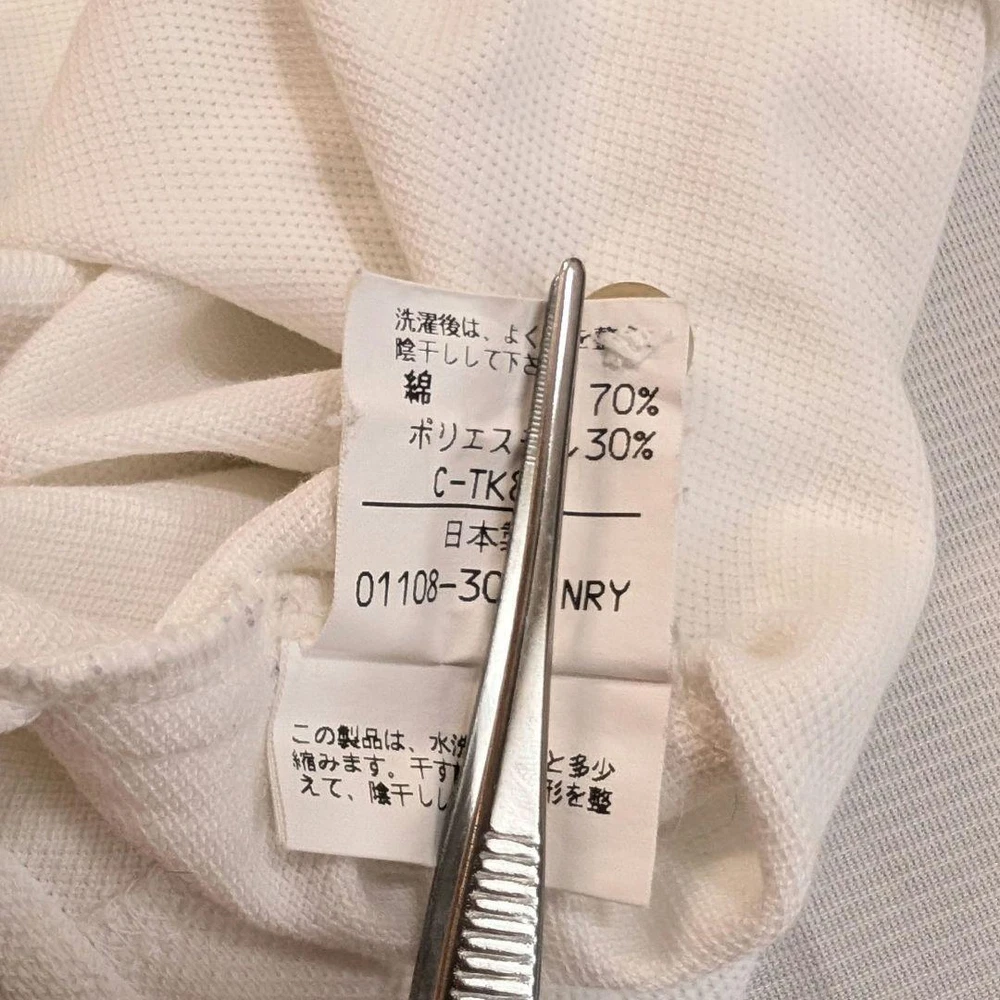 洗濯後は、よく を整
陰干しして下さ
綿 70%
ポリエス ル 30%
C-TK8
日本
01108-3 NRY
この製品は、水洗 と多少
縮みます。干す
えて、陰干しし 形を整